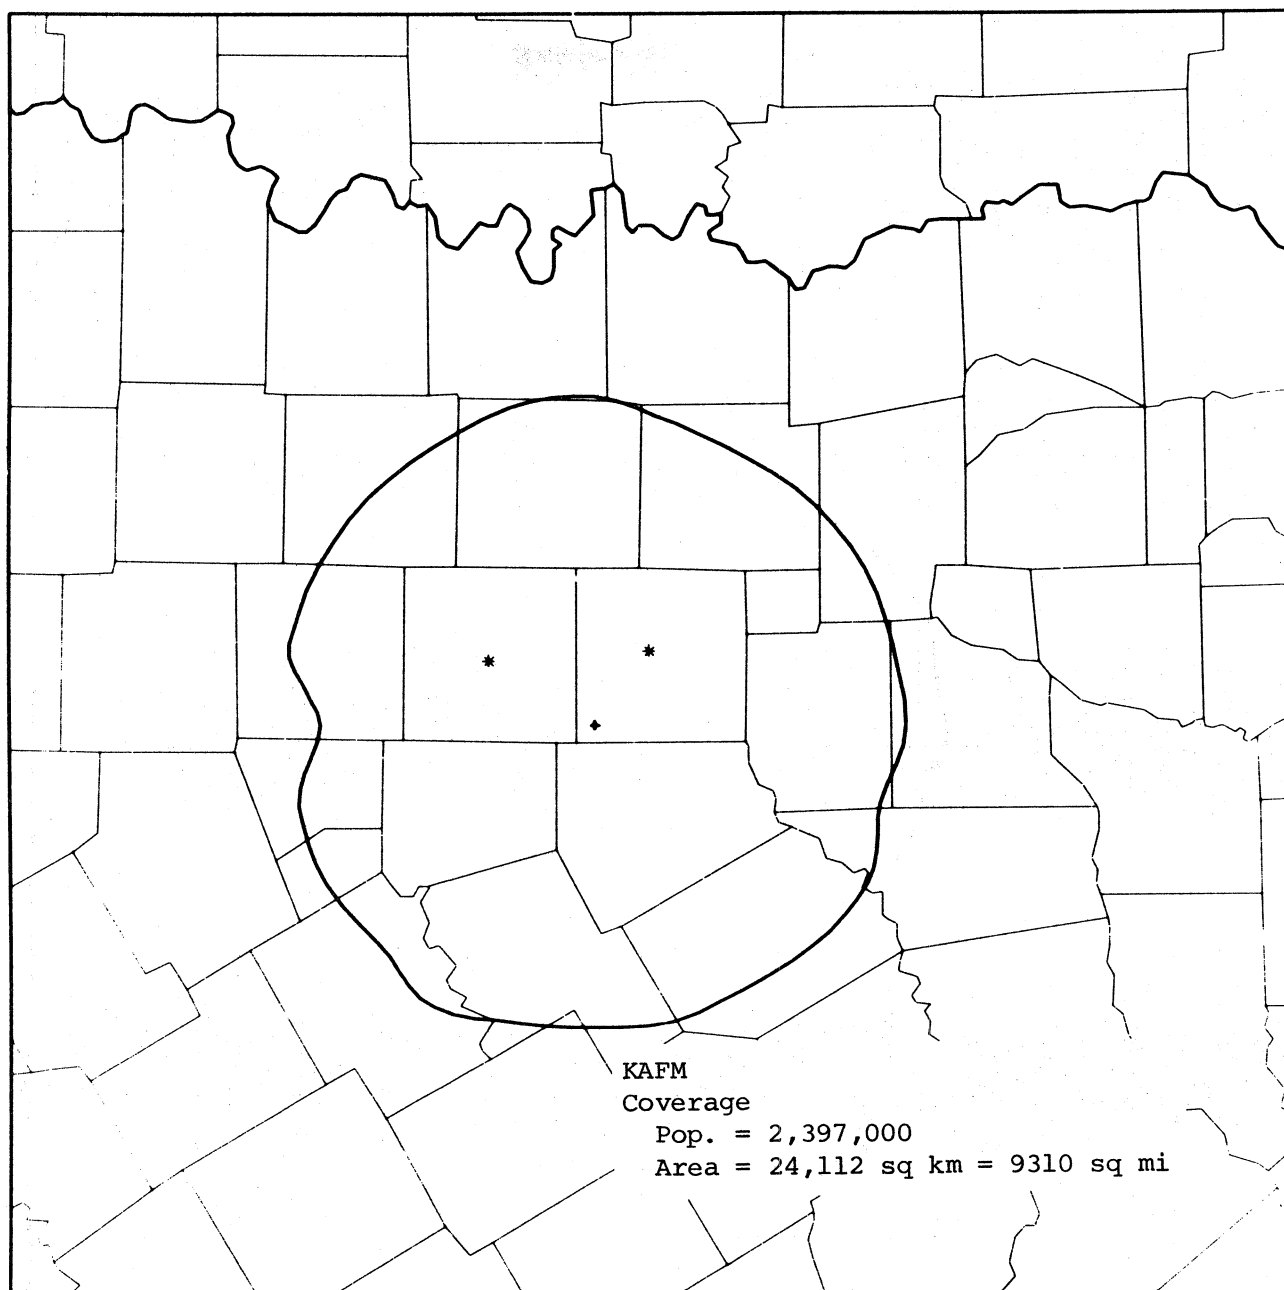 KAFM
Coverage
Pop. = 2,397,000
Area = 24,112 sq km = 9310 sq mi